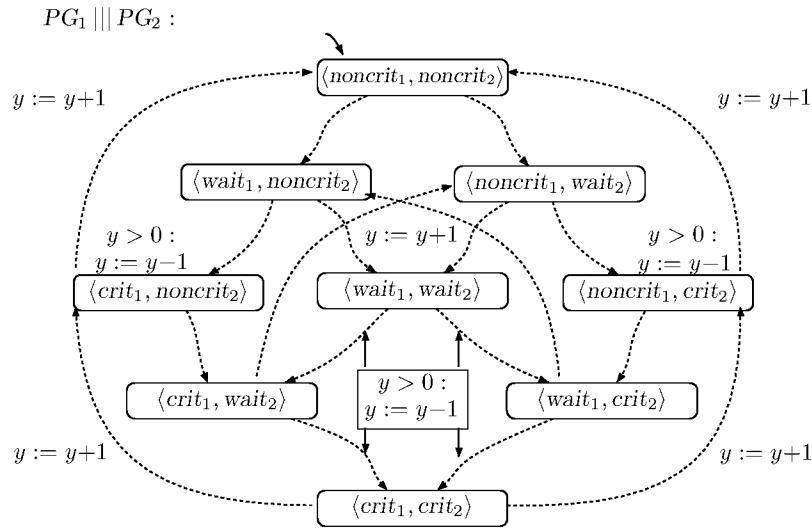 PG₁ ||| PG₂ :
⟨noncrit₁, noncrit₂⟩
y := y+1
y := y+1
⟨wait₁, noncrit₂⟩
⟨noncrit₁, wait₂⟩
y > 0 :
y := y−1
y := y+1
y > 0 :
y := y−1
⟨crit₁, noncrit₂⟩
⟨wait₁, wait₂⟩
⟨noncrit₁, crit₂⟩
⟨crit₁, wait₂⟩
y > 0 :
y := y−1
⟨wait₁, crit₂⟩
y := y+1
y := y+1
⟨crit₁, crit₂⟩